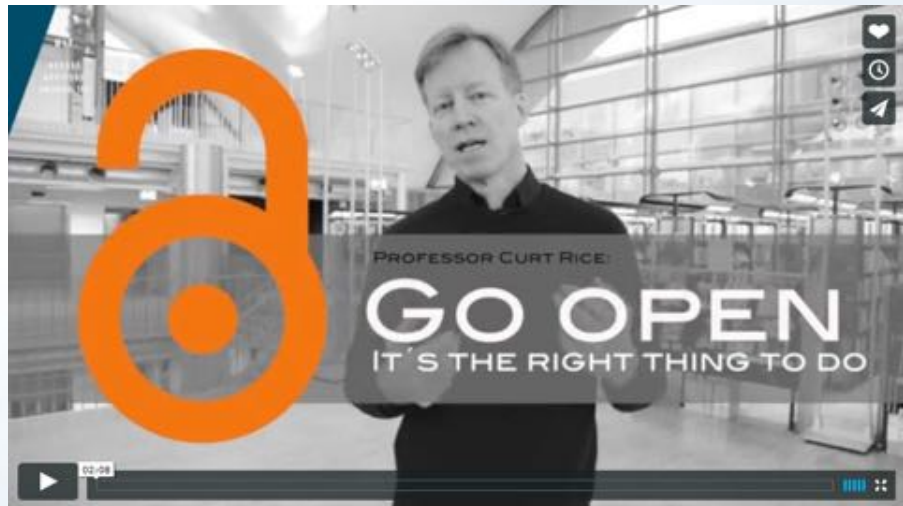 PROFESSOR CURT RICE:
GO OPEN
IT´S THE RIGHT THING TO DO
02:08